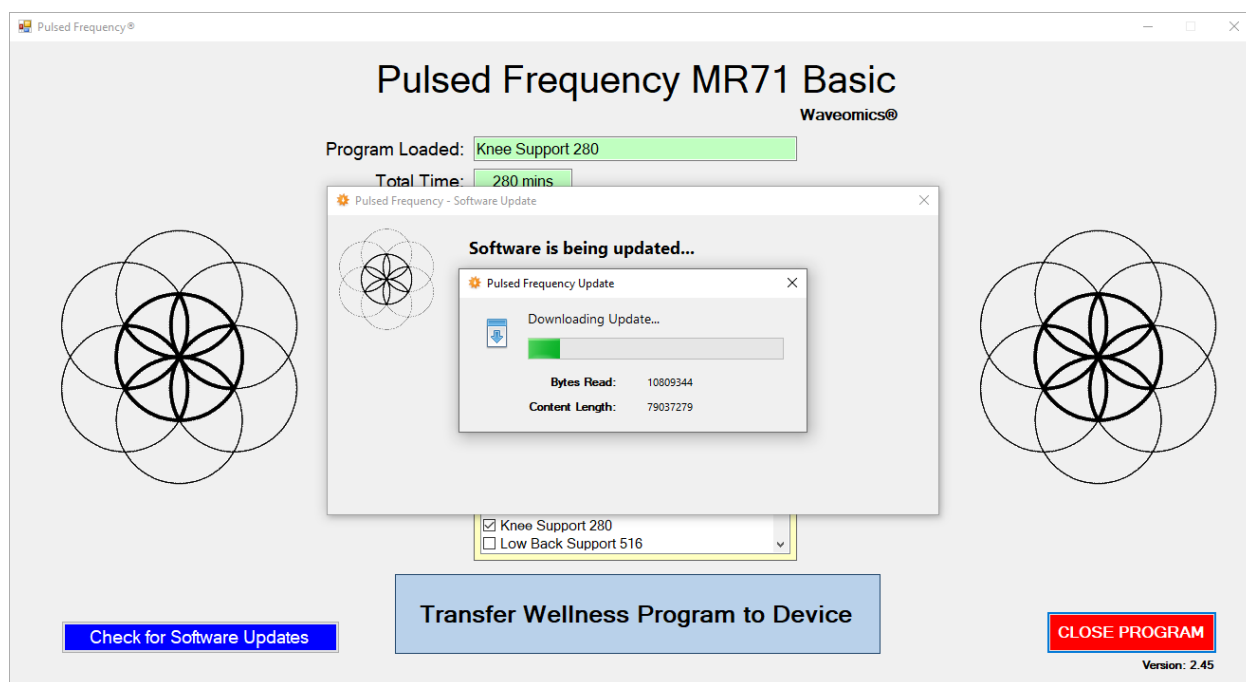 Pulsed Frequency®
Pulsed Frequency MR71 Basic
Waveomics®
Program Loaded: Knee Support 280
Total Time: 280 mins
Pulsed Frequency - Software Update
Software is being updated...
Pulsed Frequency Update
Downloading Update...
Bytes Read: 10809344
Content Length: 79037279
Knee Support 280
Low Back Support 516
Transfer Wellness Program to Device
Check for Software Updates
CLOSE PROGRAM
Version: 2.45